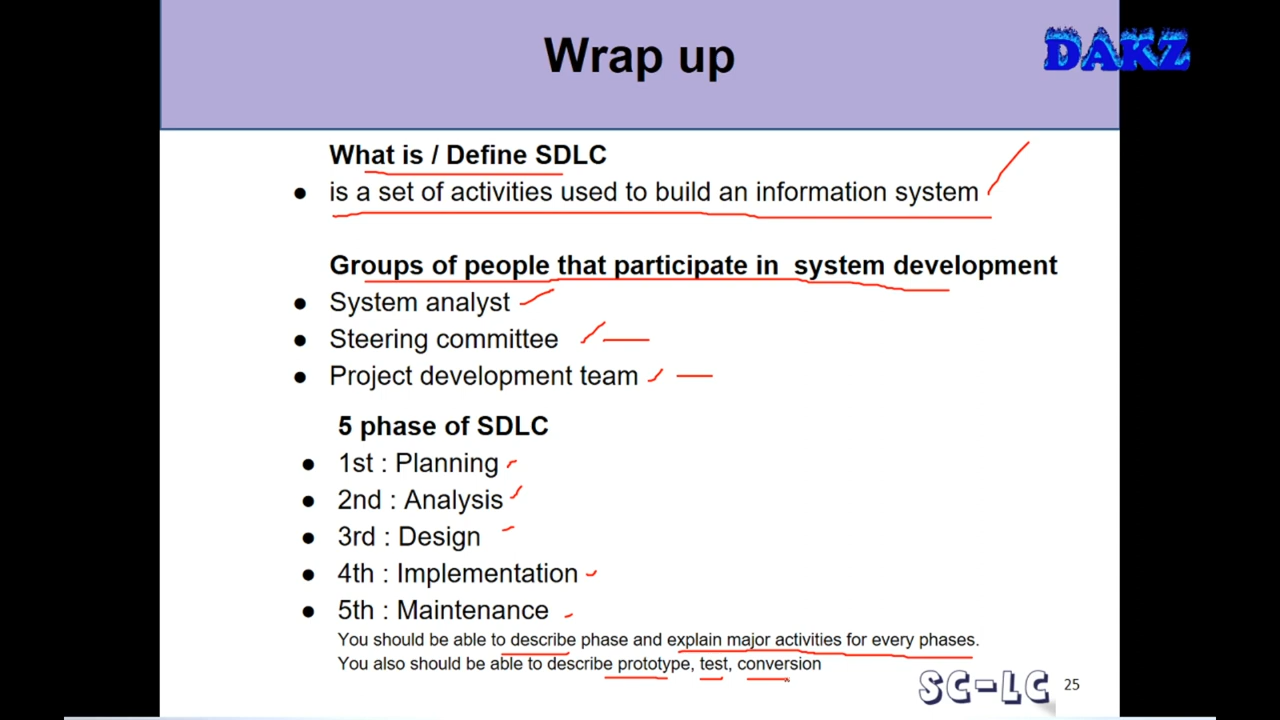 Wrap up
DAKZ
What is / Define SDLC
● is a set of activities used to build an information system
Groups of people that participate in system development
● System analyst
● Steering committee
● Project development team
5 phase of SDLC
● 1st : Planning
● 2nd : Analysis
● 3rd : Design
● 4th : Implementation
● 5th : Maintenance
You should be able to describe phase and explain major activities for every phases.
You also should be able to describe prototype, test, conversion
SC-LC
25